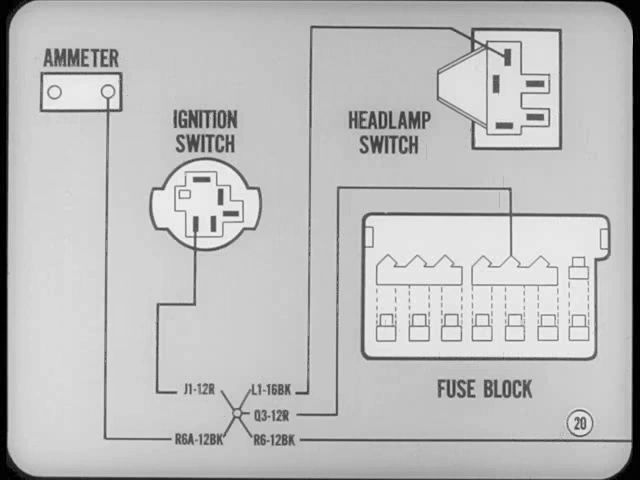 AMMETER
IGNITION
SWITCH
HEADLAMP
SWITCH
FUSE BLOCK
J1-12R
L1-16BK
Q3-12R
R6A-12BK
R6-12BK
20